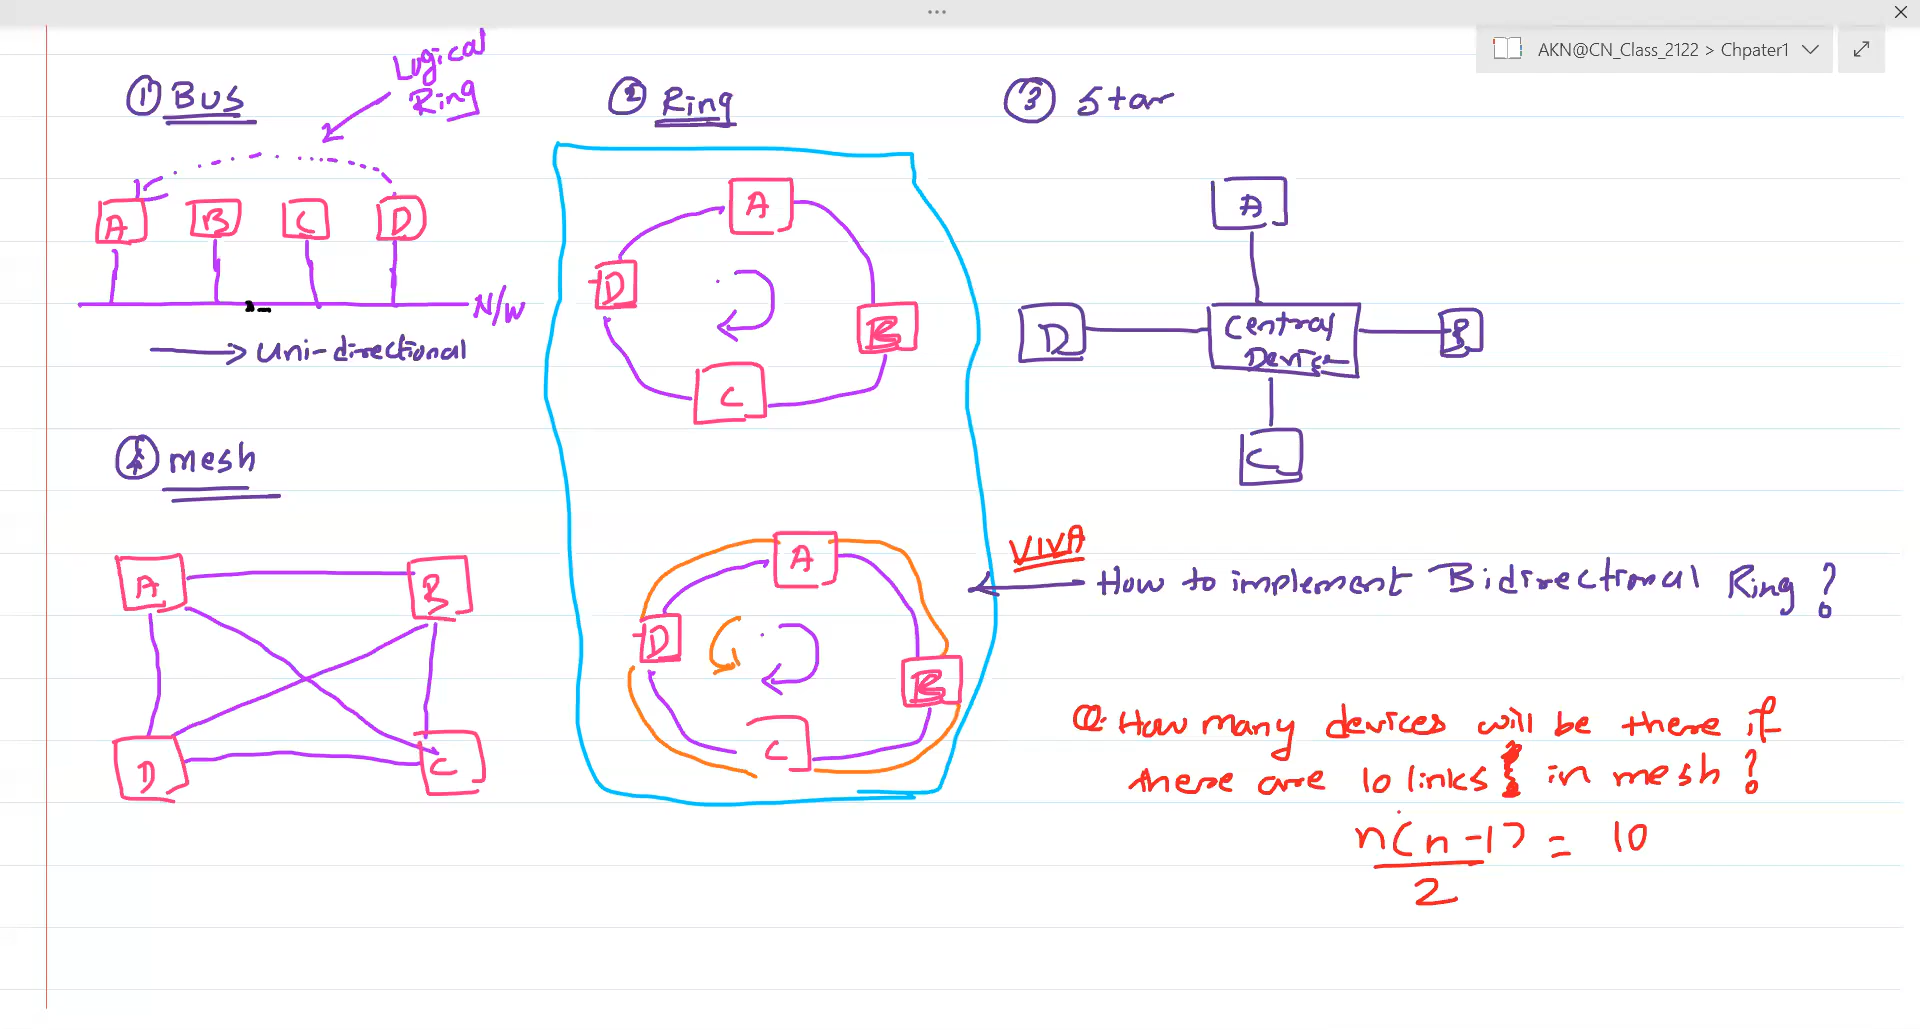 AKN@CN_Class_2122 > Chpater1
① Bus
Logical
Ring
A B C D
N/W
→ Uni-directional
② Ring
A
D
B
C
③ Star
A
D
Central
Device
B
C
④ mesh
A B
D C
A
D
B
C
VIVA
How to implement Bidirectional Ring ?
Q. How many devices will be there if
there are 10 links in mesh ?
n(n-1) = 10
2